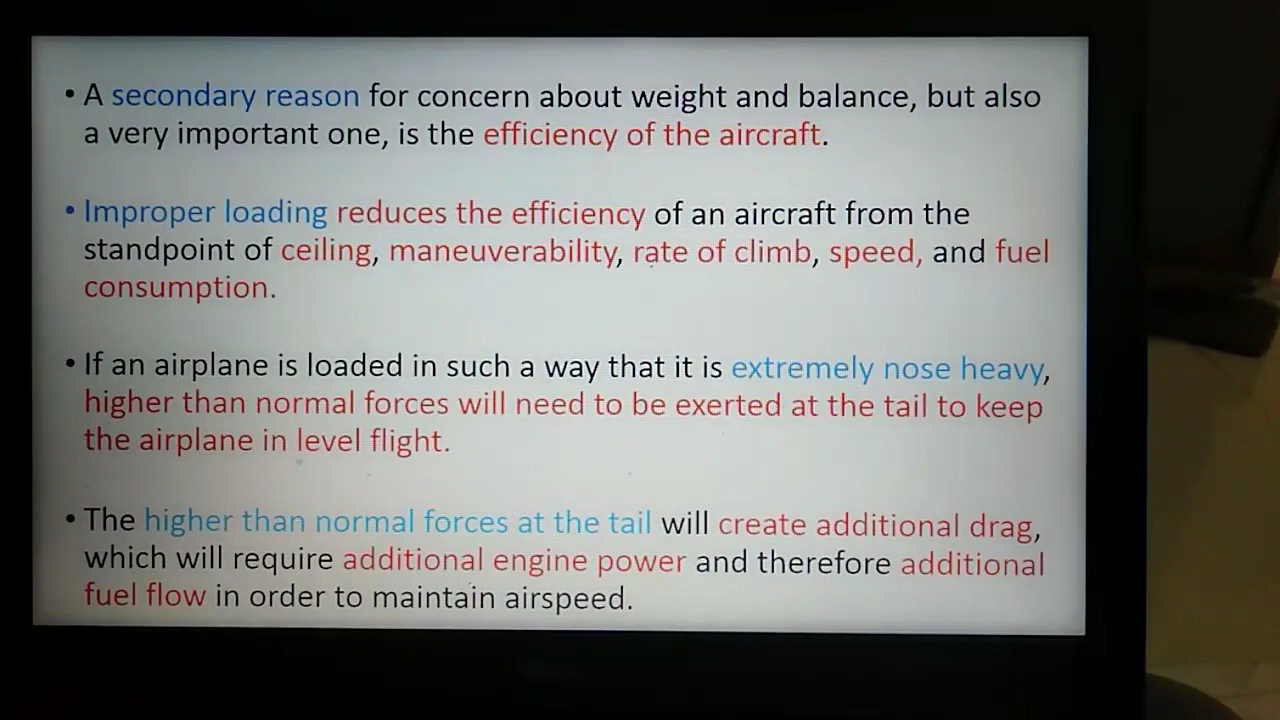 • A secondary reason for concern about weight and balance, but also
a very important one, is the efficiency of the aircraft.
• Improper loading reduces the efficiency of an aircraft from the
standpoint of ceiling, maneuverability, rate of climb, speed, and fuel
consumption.
• If an airplane is loaded in such a way that it is extremely nose heavy,
higher than normal forces will need to be exerted at the tail to keep
the airplane in level flight.
• The higher than normal forces at the tail will create additional drag,
which will require additional engine power and therefore additional
fuel flow in order to maintain airspeed.